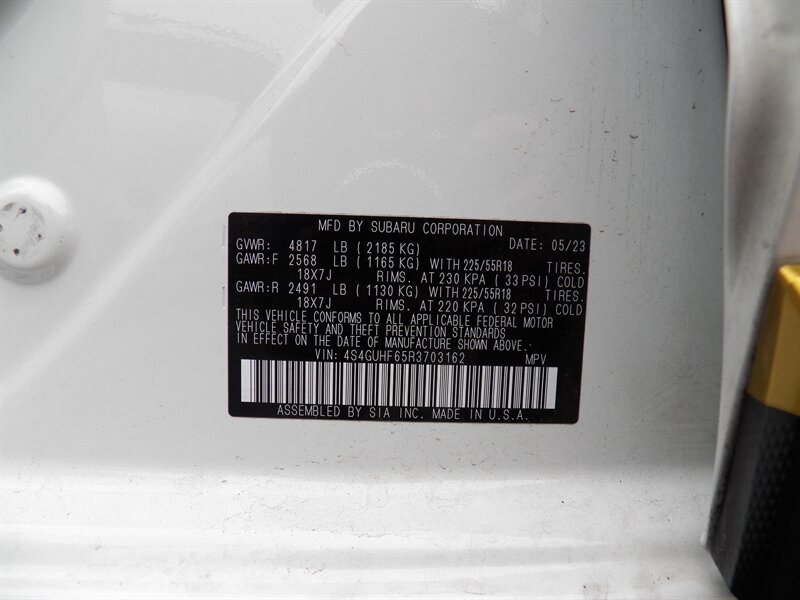 MFD BY SUBARU CORPORATION
GVWR: 4817 LB ( 2185 KG) DATE: 05/23
GAWR:F 2568 LB ( 1165 KG) WITH 225/55R18 TIRES.
18X7J RIMS. AT 230 KPA ( 33 PSI) COLD
GAWR:R 2491 LB ( 1130 KG) WITH 225/55R18 TIRES.
18X7J RIMS. AT 220 KPA ( 32 PSI) COLD
THIS VEHICLE CONFORMS TO ALL APPLICABLE FEDERAL MOTOR
VEHICLE SAFETY AND THEFT PREVENTION STANDARDS
IN EFFECT ON THE DATE OF MANUFACTURE SHOWN ABOVE.
VIN: 4S4GUHF65R3703162 MPV
ASSEMBLED BY SIA INC. MADE IN U.S.A.